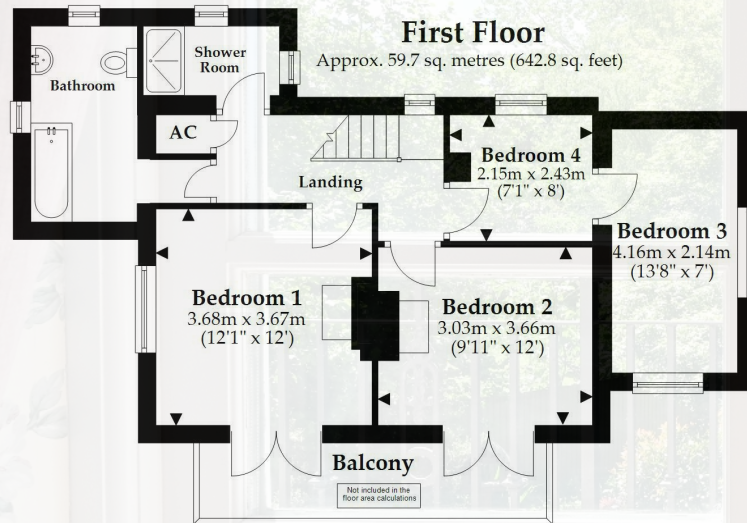 First Floor
Approx. 59.7 sq. metres (642.8 sq. feet)
Shower
Room
Bathroom
AC
Landing
Bedroom 4
2.15m x 2.43m
(7'1" x 8')
Bedroom 3
4.16m x 2.14m
(13'8" x 7')
Bedroom 1
3.68m x 3.67m
(12'1" x 12')
Bedroom 2
3.03m x 3.66m
(9'11" x 12')
Balcony
Not included in the
floor area calculations